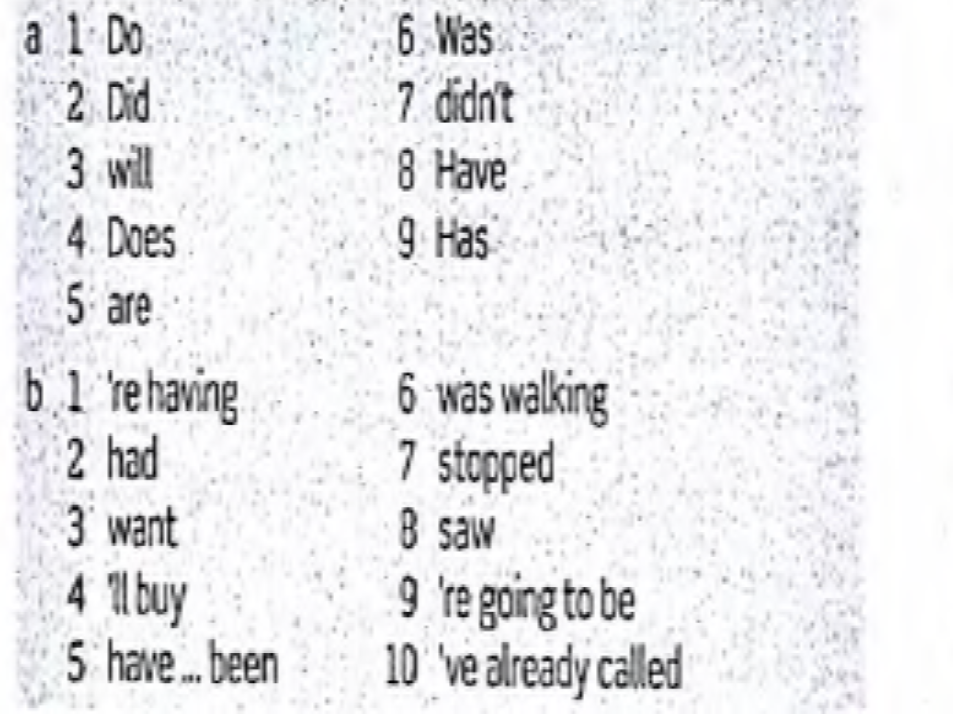 a 1 Do
2 Did
3 will
4 Does
5 are
6 Was
7 didn't
8 Have
9 Has
b 1 're having
2 had
3 want
4 'll buy
5 have ... been
6 was walking
7 stopped
8 saw
9 're going to be
10 've already called